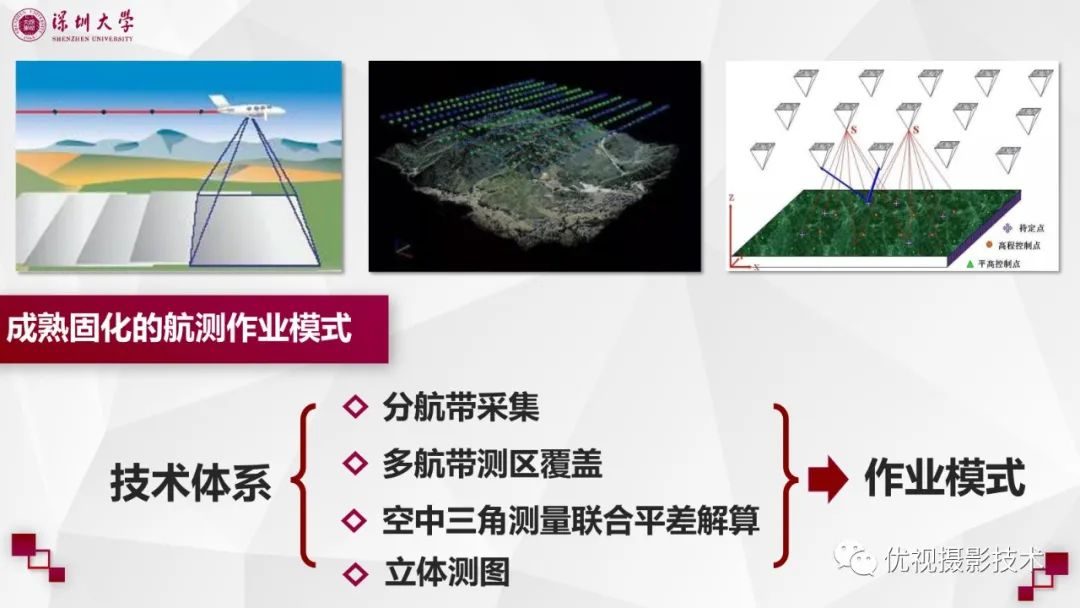 深圳大学
SHENZHEN UNIVERSITY
S
S
Z
X
待定点
高程控制点
平高控制点
成熟固化的航测作业模式
技术体系
分航带采集
多航带测区覆盖
空中三角测量联合平差解算
立体测图
作业模式
优视摄影技术